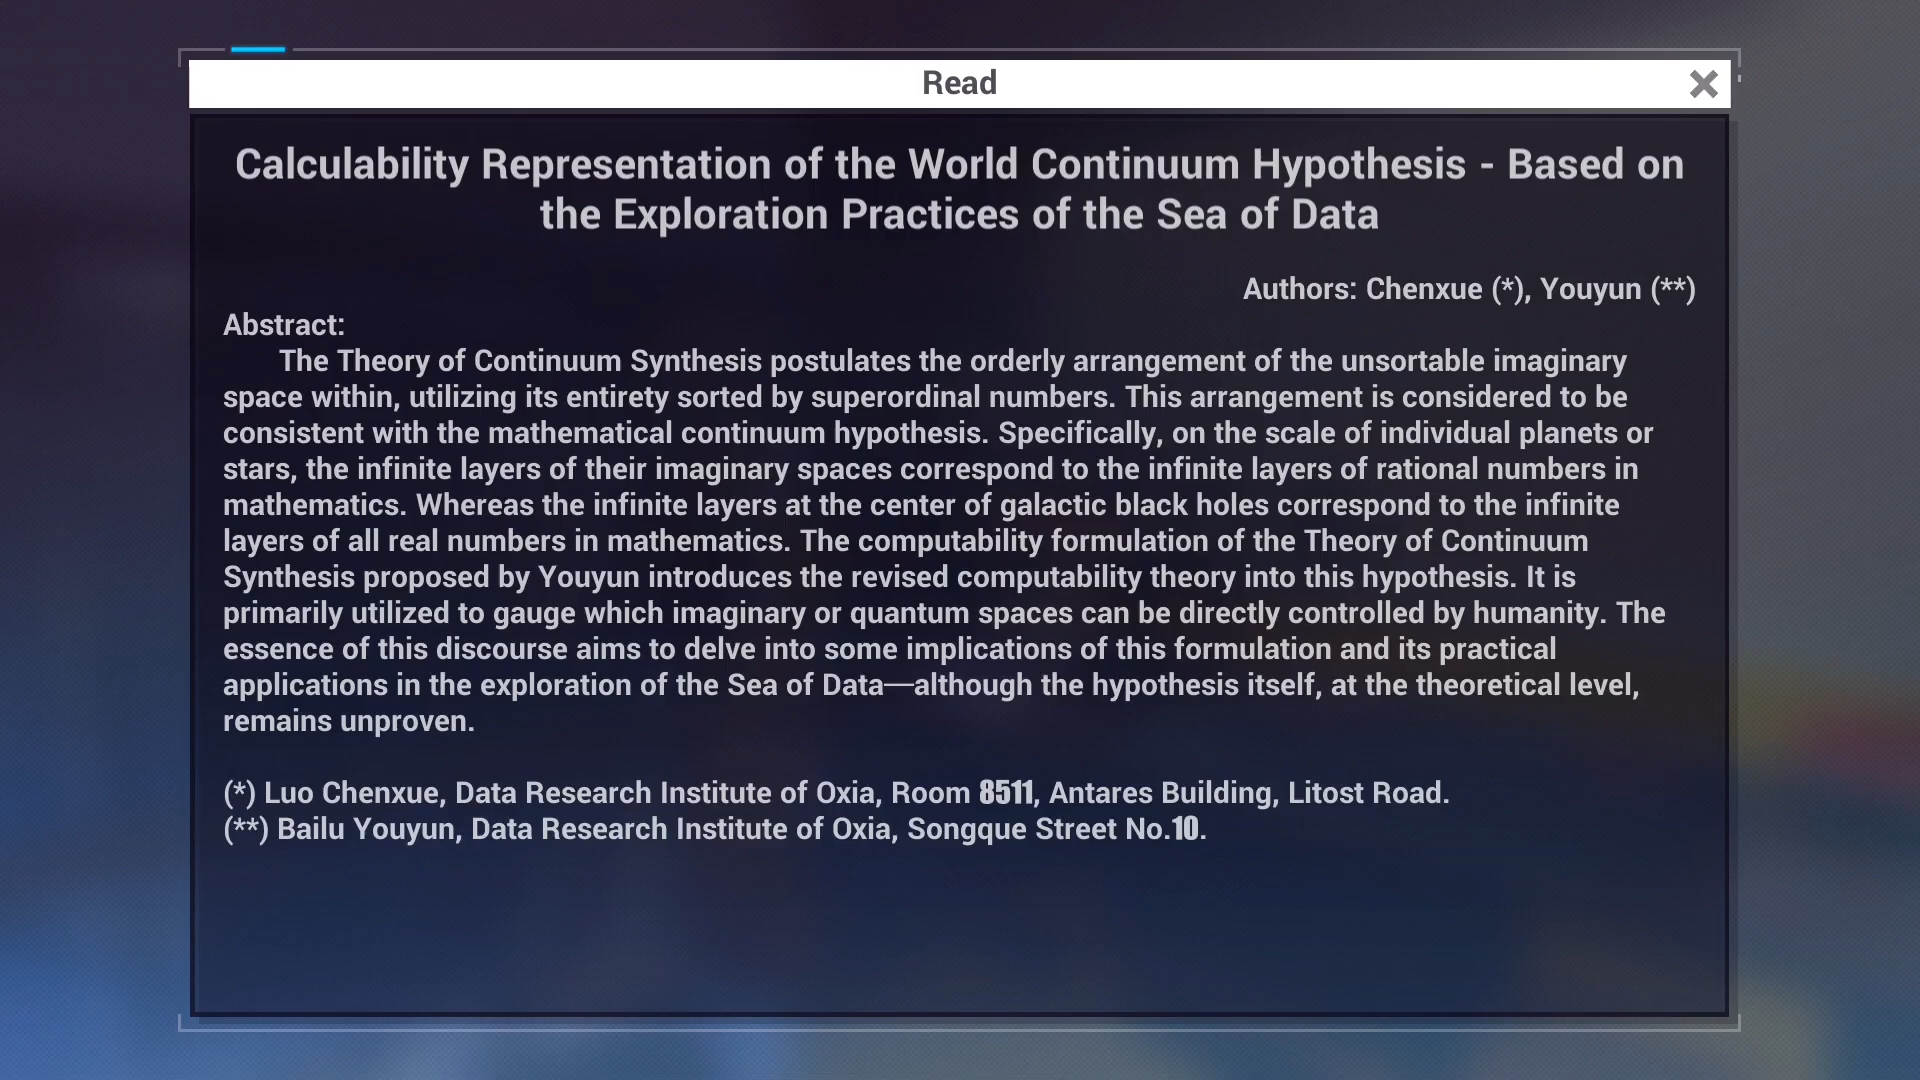 Read
Calculability Representation of the World Continuum Hypothesis - Based on
the Exploration Practices of the Sea of Data
Authors: Chenxue (*), Youyun (**)
Abstract:
The Theory of Continuum Synthesis postulates the orderly arrangement of the unsortable imaginary
space within, utilizing its entirety sorted by superordinal numbers. This arrangement is considered to be
consistent with the mathematical continuum hypothesis. Specifically, on the scale of individual planets or
stars, the infinite layers of their imaginary spaces correspond to the infinite layers of rational numbers in
mathematics. Whereas the infinite layers at the center of galactic black holes correspond to the infinite
layers of all real numbers in mathematics. The computability formulation of the Theory of Continuum
Synthesis proposed by Youyun introduces the revised computability theory into this hypothesis. It is
primarily utilized to gauge which imaginary or quantum spaces can be directly controlled by humanity. The
essence of this discourse aims to delve into some implications of this formulation and its practical
applications in the exploration of the Sea of Data—although the hypothesis itself, at the theoretical level,
remains unproven.
(*) Luo Chenxue, Data Research Institute of Oxia, Room 8511, Antares Building, Litost Road.
(**) Bailu Youyun, Data Research Institute of Oxia, Songque Street No.10.